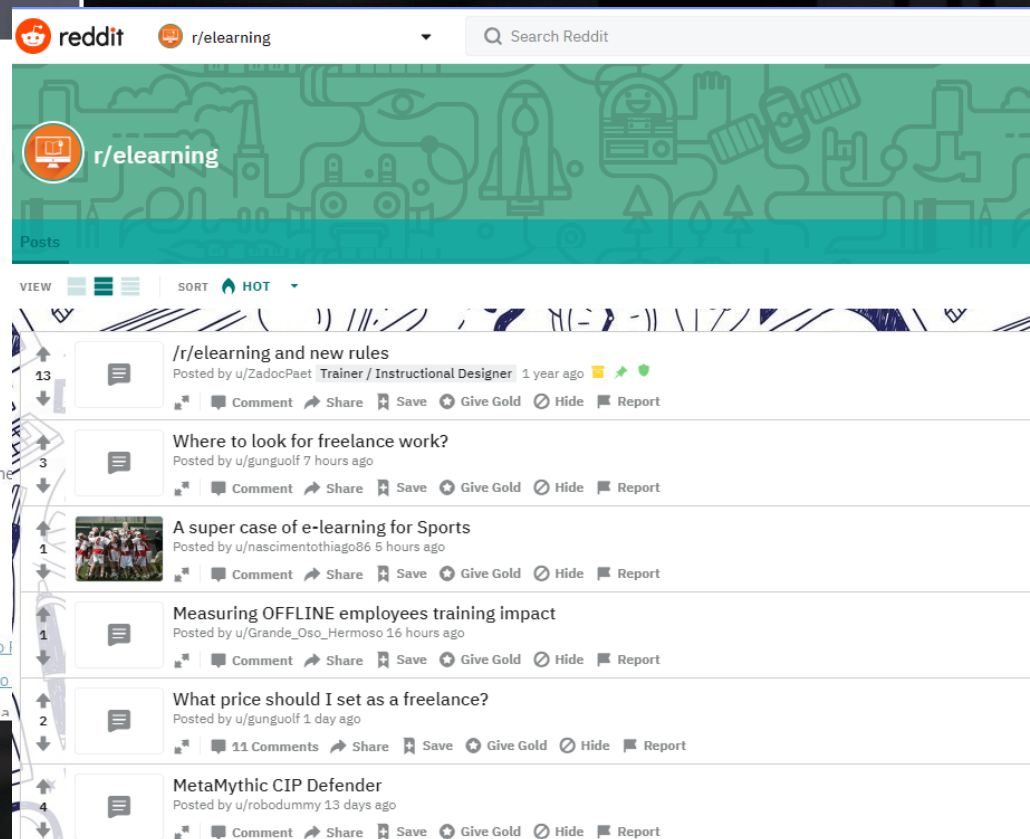 reddit r/elearning Search Reddit
r/elearning
Posts
VIEW SORT HOT
/r/elearning and new rules
13
Posted by u/ZadocPaet Trainer / Instructional Designer 1 year ago
Comment Share Save Give Gold Hide Report
Where to look for freelance work?
3
Posted by u/gunguolf 7 hours ago
Comment Share Save Give Gold Hide Report
A super case of e-learning for Sports
1
Posted by u/nascimentothiago86 5 hours ago
Comment Share Save Give Gold Hide Report
Measuring OFFLINE employees training impact
1
Posted by u/Grande_Oso_Hermoso 16 hours ago
Comment Share Save Give Gold Hide Report
What price should I set as a freelance?
2
Posted by u/gunguolf 1 day ago
11 Comments Share Save Give Gold Hide Report
MetaMythic CIP Defender
4
Posted by u/robodummy 13 days ago
Comment Share Save Give Gold Hide Report